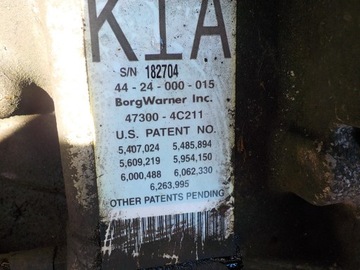 KIA
S/N 182704
44 - 24 - 000 - 015
BorgWarner Inc.
47300 - 4C211
U.S. PATENT NO.
5,407,024 5,485,894
5,609,219 5,954,150
6,000,488 6,062,330
6,263,995
OTHER PATENTS PENDING